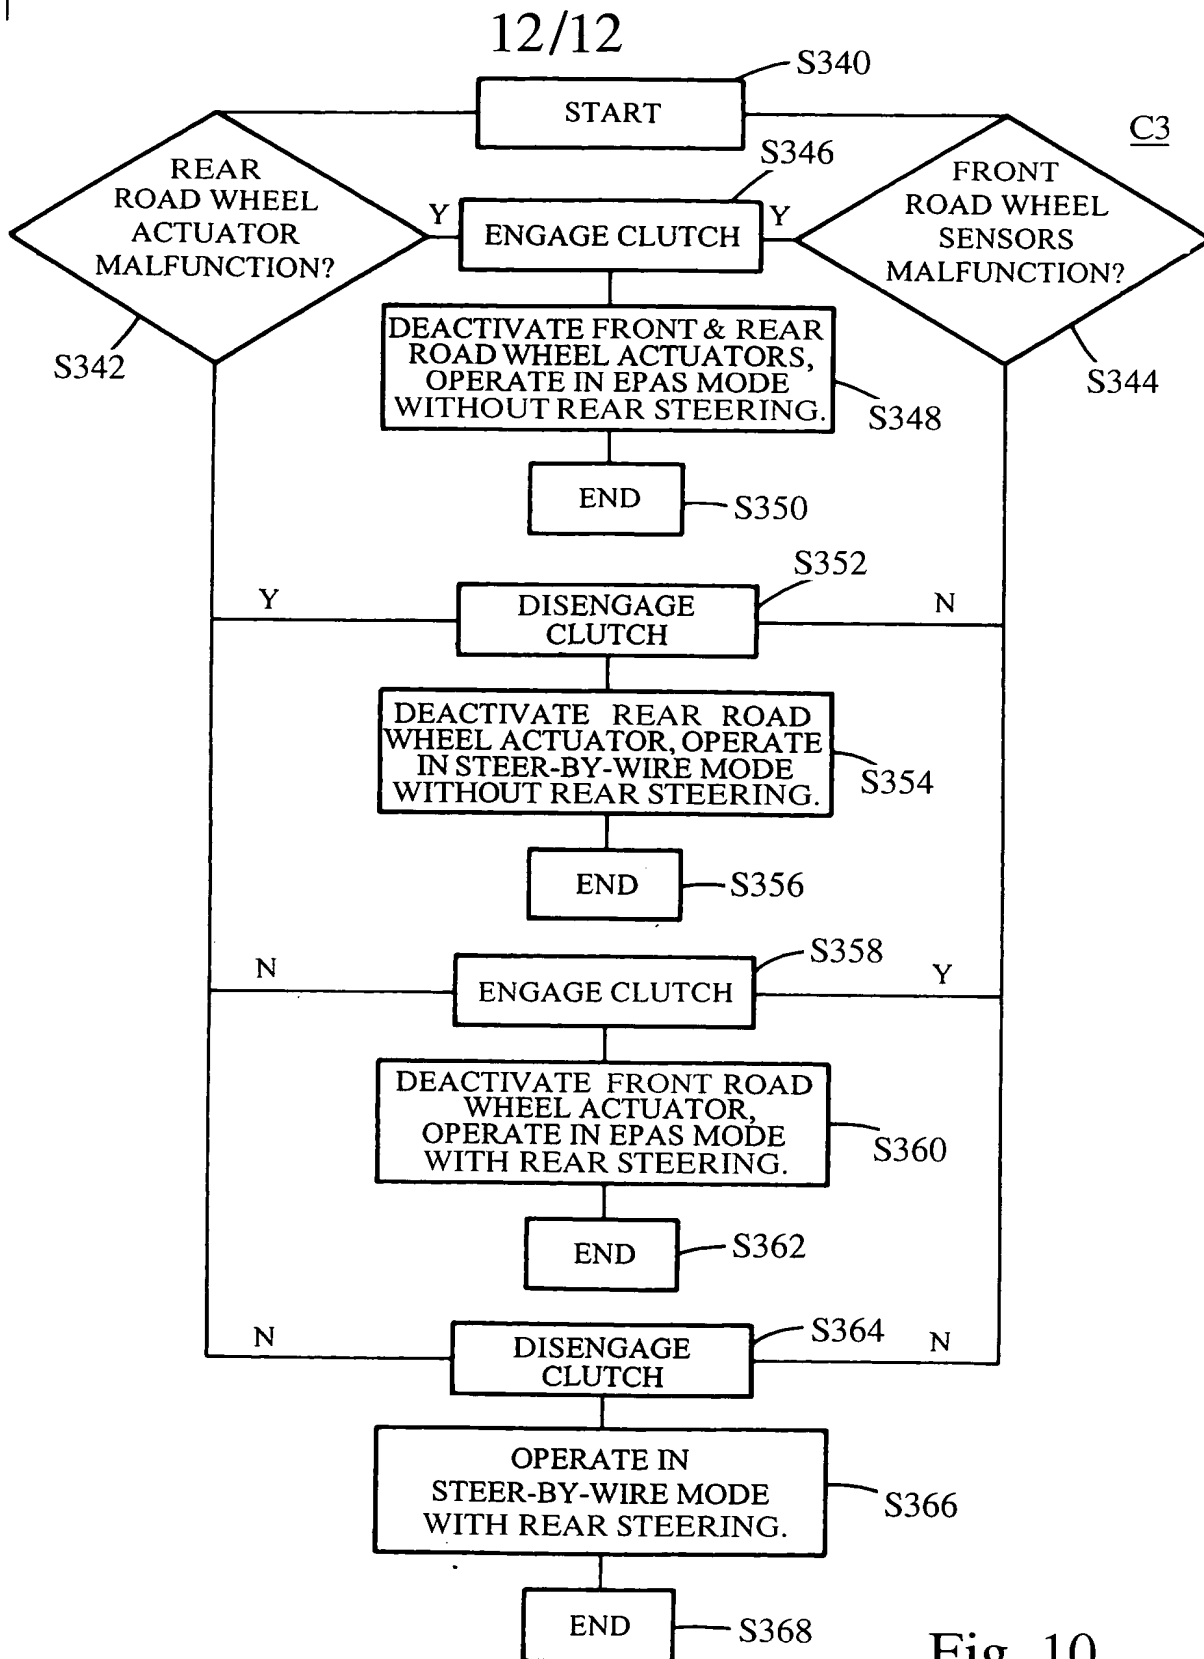 12/12
S340
START
C3
S346
REAR
ROAD WHEEL
ACTUATOR
MALFUNCTION?
Y
ENGAGE CLUTCH
Y
FRONT
ROAD WHEEL
SENSORS
MALFUNCTION?
S342
S344
DEACTIVATE FRONT & REAR
ROAD WHEEL ACTUATORS,
OPERATE IN EPAS MODE
WITHOUT REAR STEERING.
S348
END
S350
S352
Y
DISENGAGE
CLUTCH
N
DEACTIVATE REAR ROAD
WHEEL ACTUATOR, OPERATE
IN STEER-BY-WIRE MODE
WITHOUT REAR STEERING.
S354
END
S356
S358
N
ENGAGE CLUTCH
Y
DEACTIVATE FRONT ROAD
WHEEL ACTUATOR,
OPERATE IN EPAS MODE
WITH REAR STEERING.
S360
END
S362
S364
N
DISENGAGE
CLUTCH
N
OPERATE IN
STEER-BY-WIRE MODE
WITH REAR STEERING.
S366
END
S368
Fig. 10